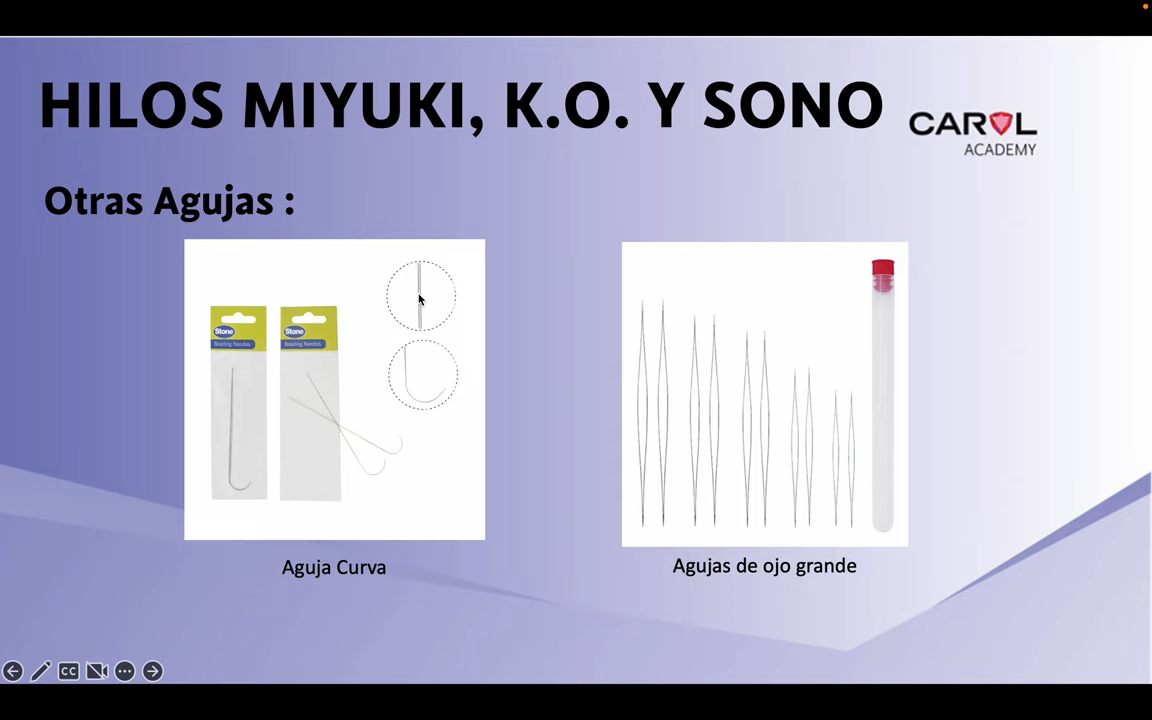 HILOS MIYUKI, K.O. Y SONO
CAROL
ACADEMY
Otras Agujas :
Stone
Beading Needles
Stone
Beading Needles
Aguja Curva
Agujas de ojo grande
CC